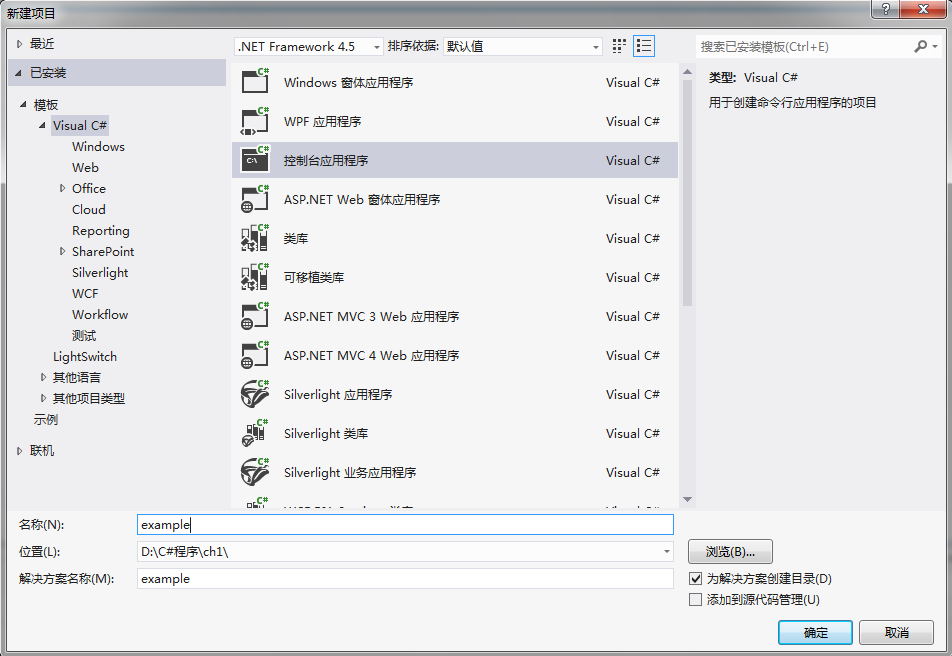 新建项目
?
最近
已安装
模板
Visual C#
Windows
Web
Office
Cloud
Reporting
SharePoint
Silverlight
WCF
Workflow
测试
LightSwitch
其他语言
其他项目类型
示例
联机
.NET Framework 4.5 排序依据: 默认值
Windows 窗体应用程序 Visual C#
WPF 应用程序 Visual C#
控制台应用程序 Visual C#
ASP.NET Web 窗体应用程序 Visual C#
类库 Visual C#
可移植类库 Visual C#
ASP.NET MVC 3 Web 应用程序 Visual C#
ASP.NET MVC 4 Web 应用程序 Visual C#
Silverlight 应用程序 Visual C#
Silverlight 类库 Visual C#
Silverlight 业务应用程序 Visual C#
搜索已安装模板(Ctrl+E)
类型: Visual C#
用于创建命令行应用程序的项目
名称(N): example
位置(L): D:\C#程序\ch1\ 浏览(B)...
解决方案名称(M): example
为解决方案创建目录(D)
添加到源代码管理(U)
确定 取消